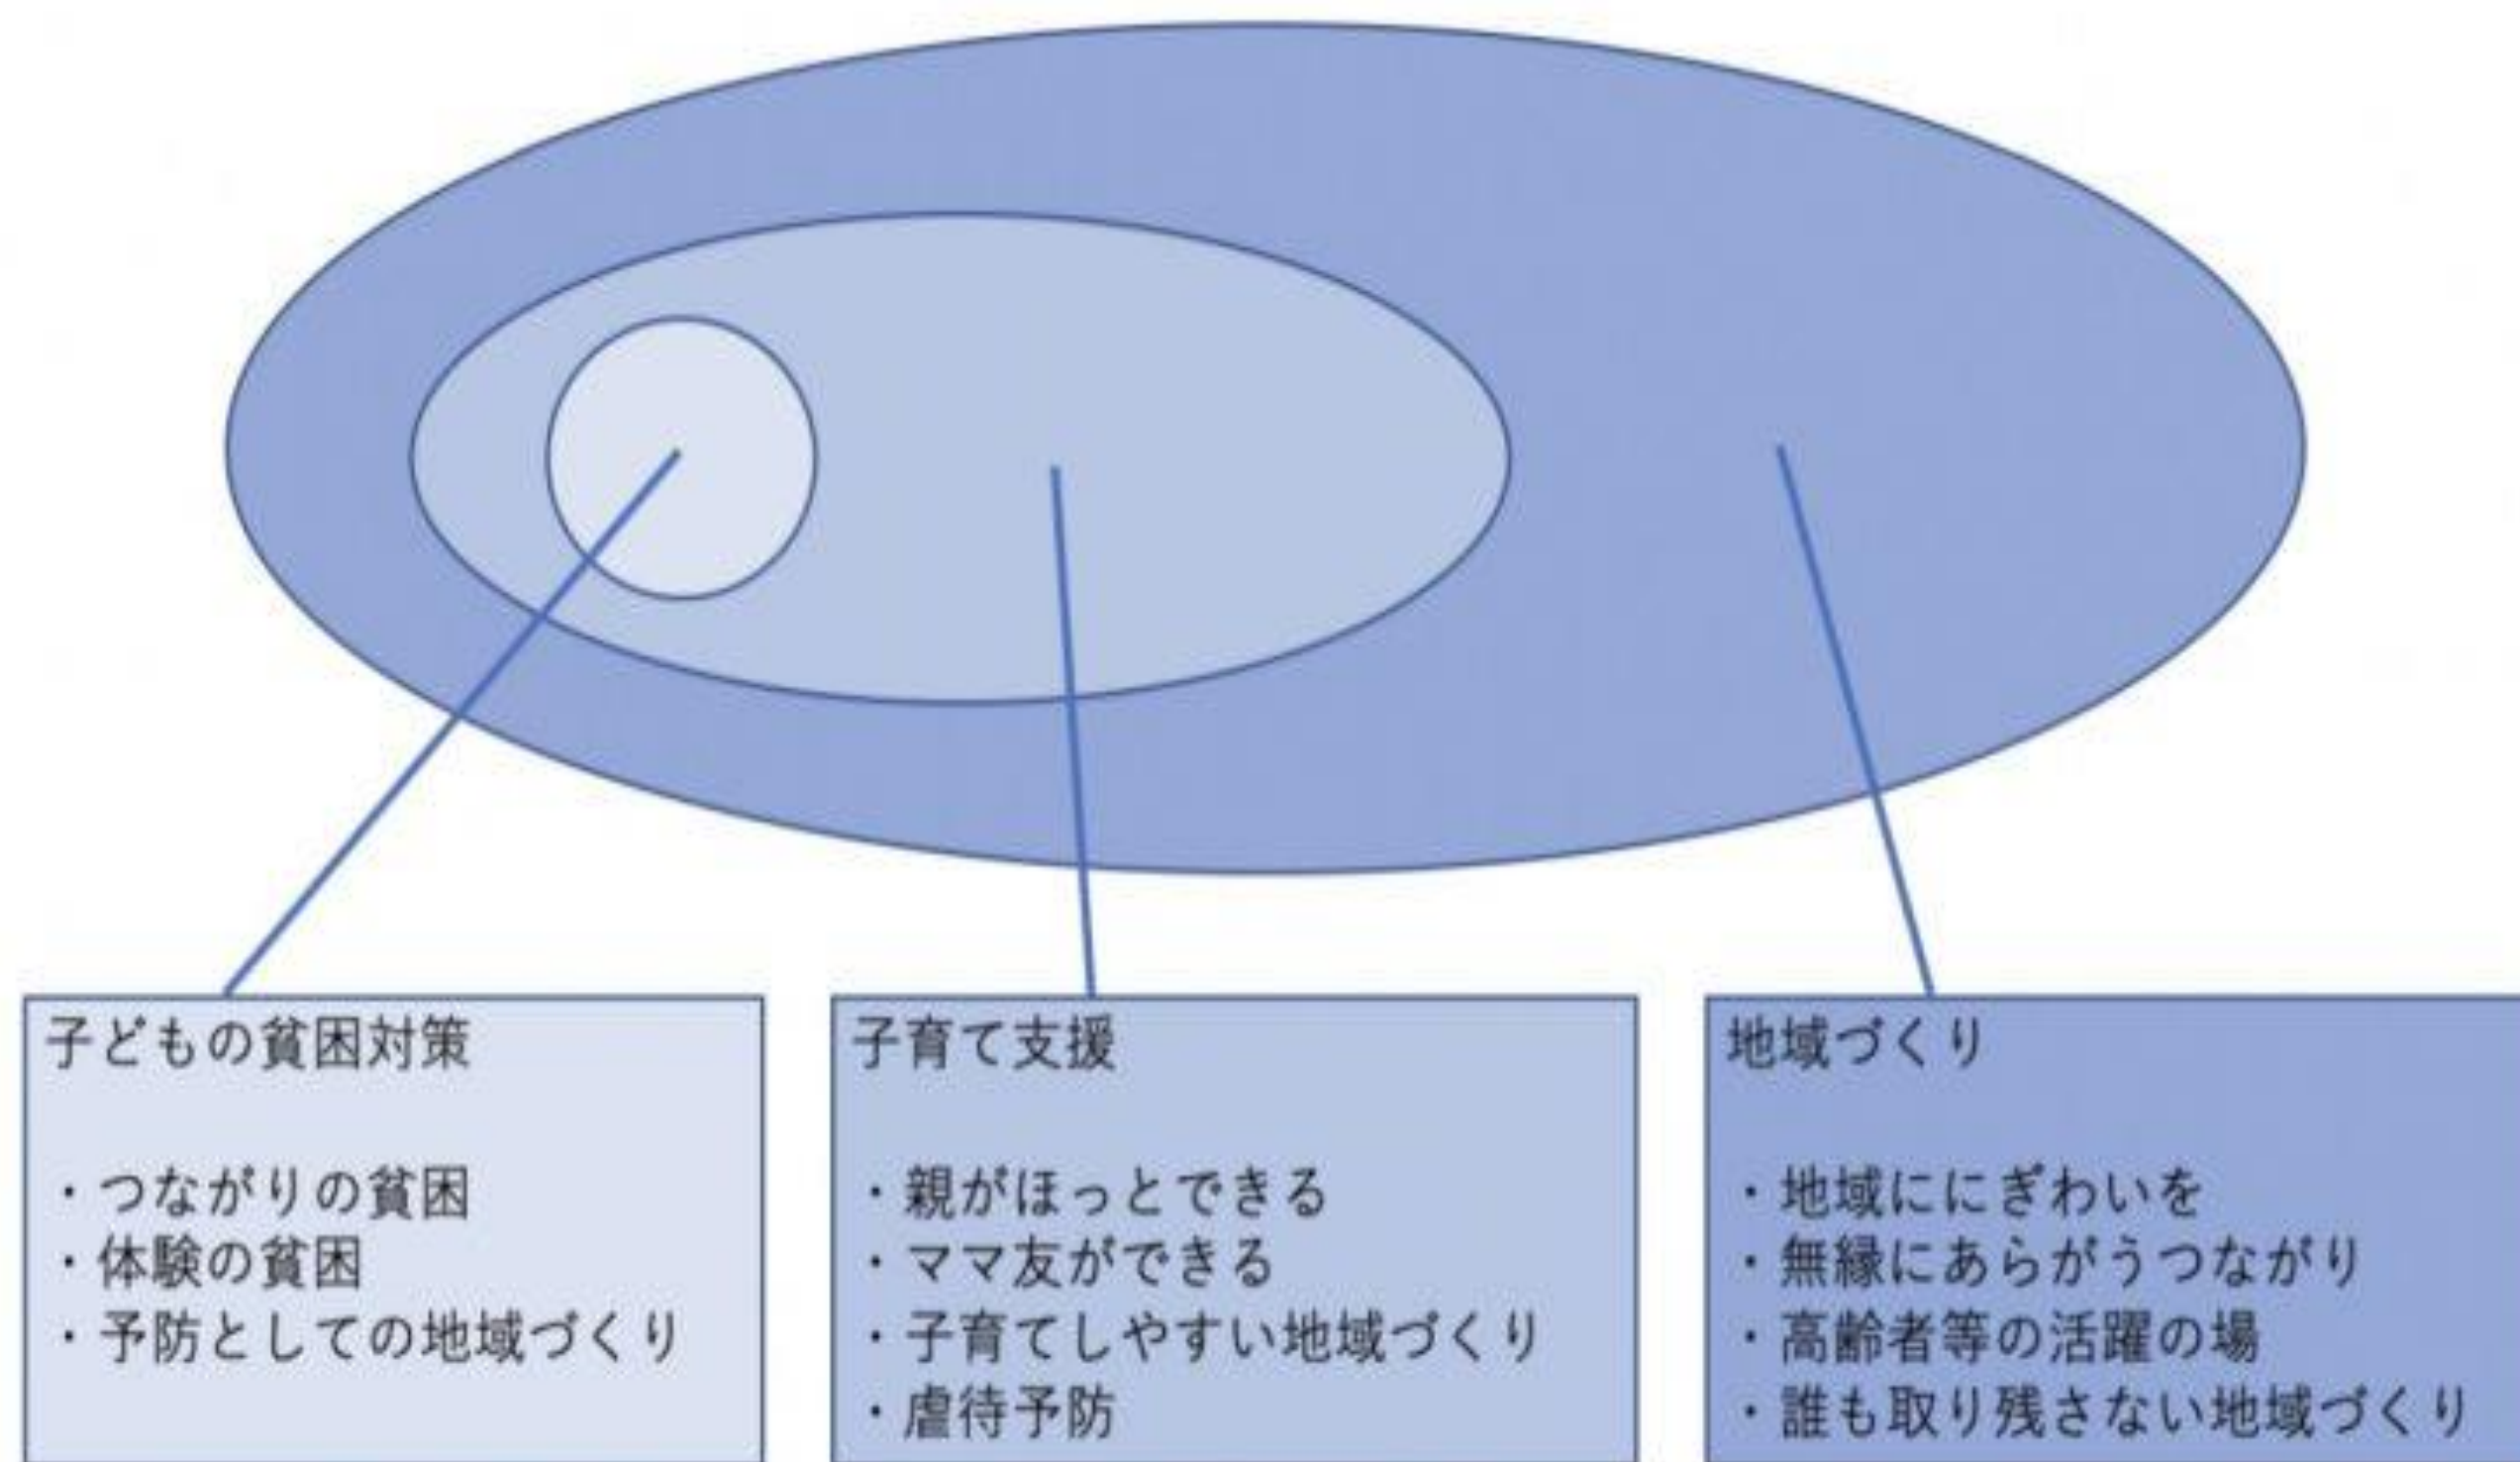 子どもの貧困対策
・つながりの貧困
・体験の貧困
・予防としての地域づくり
子育て支援
・親がほっとできる
・ママ友ができる
・子育てしやすい地域づくり
・虐待予防
地域づくり
・地域ににぎわいを
・無縁にあらがうつながり
・高齢者等の活躍の場
・誰も取り残さない地域づくり